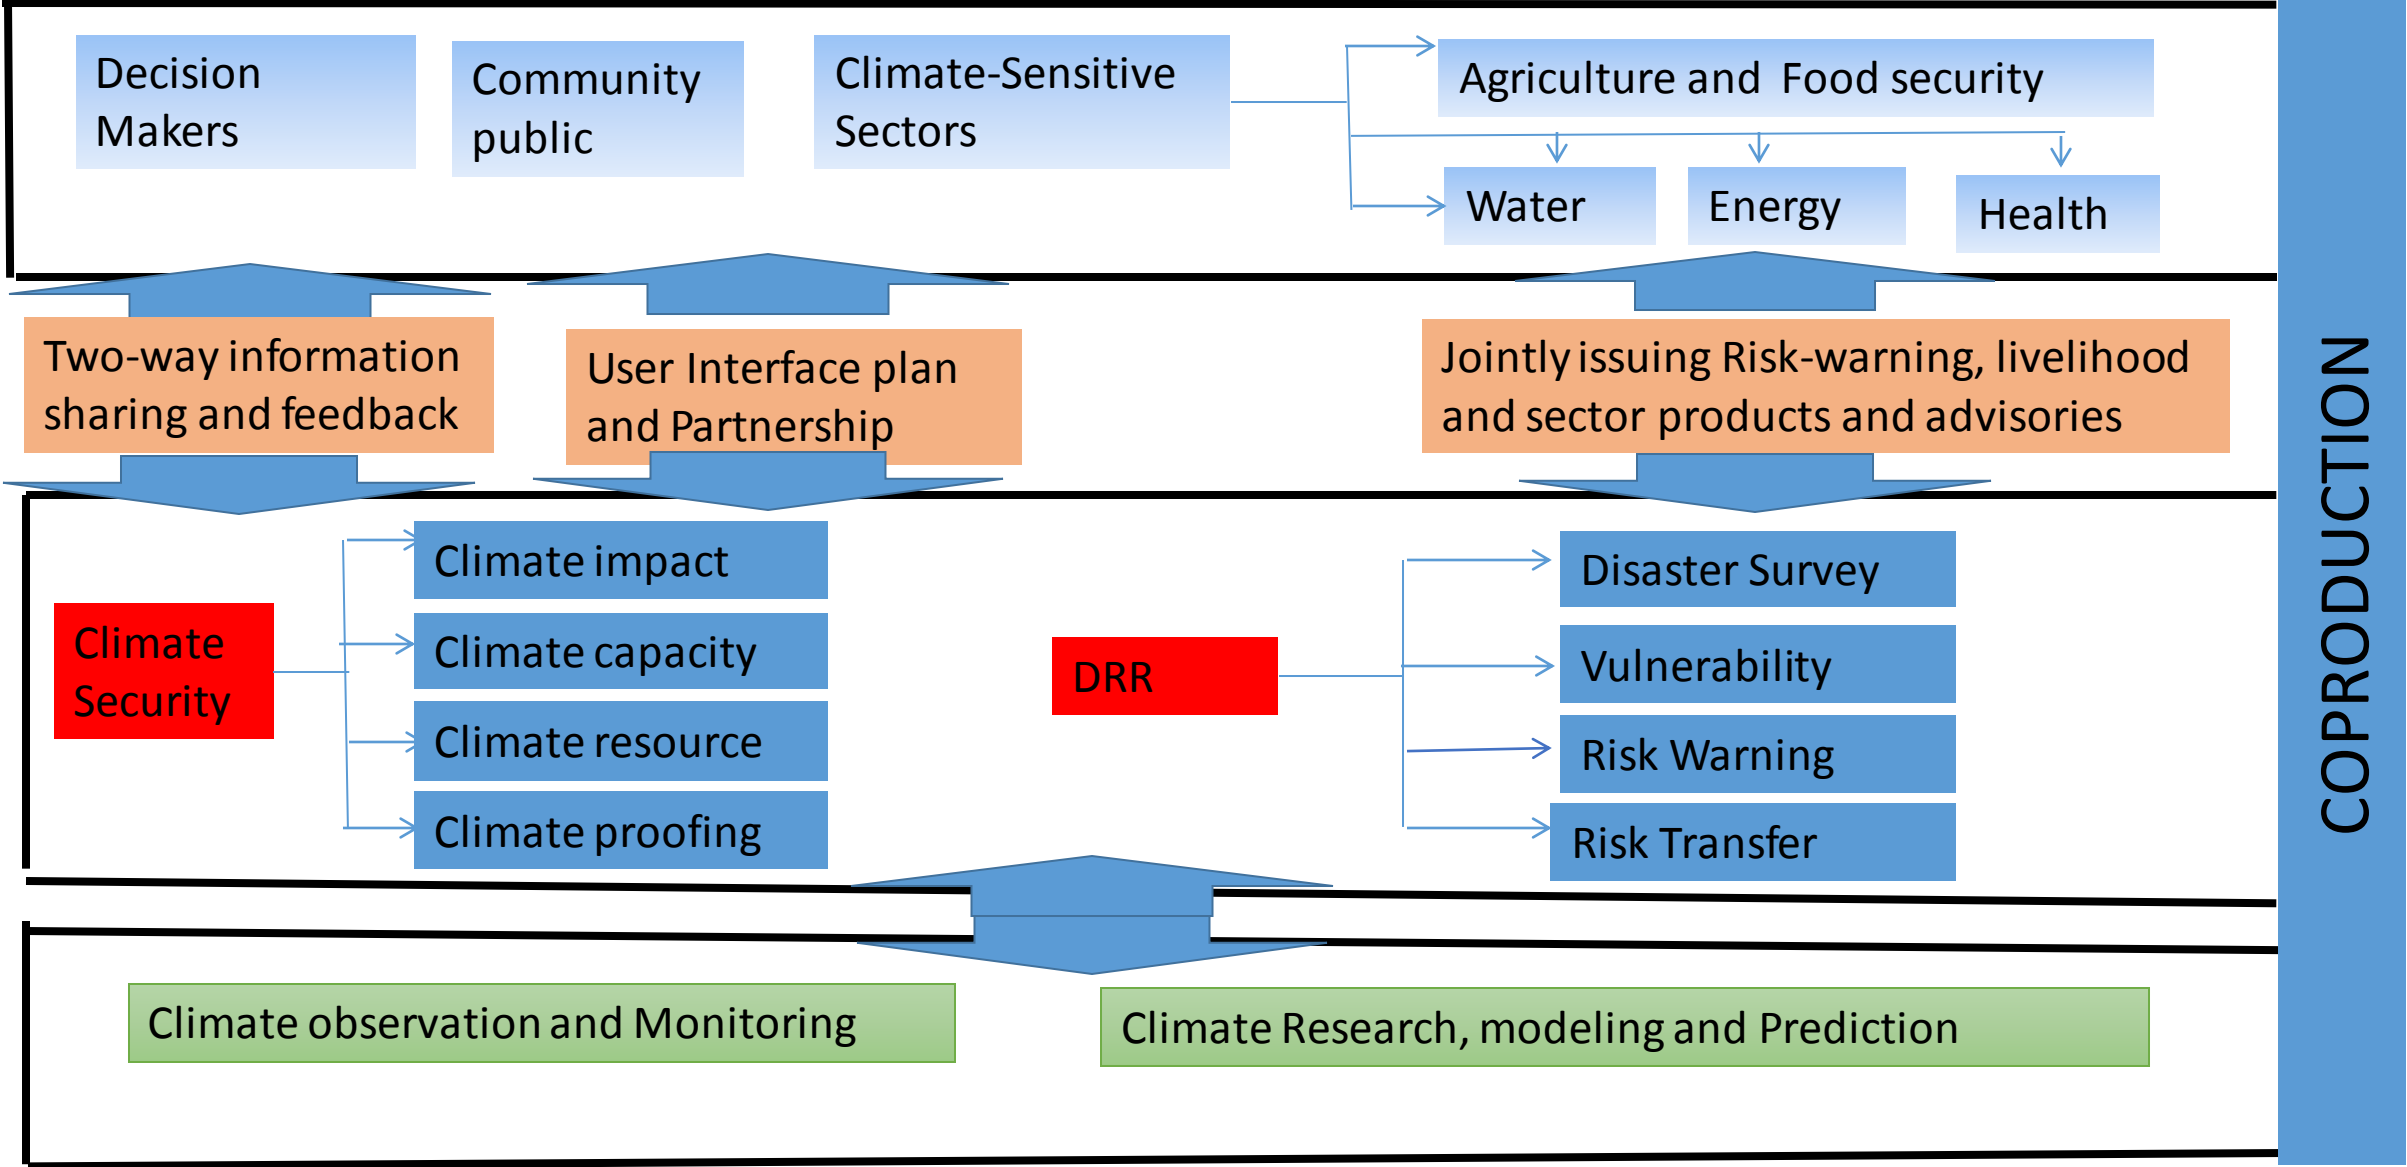 Decision
Makers
Community
public
Climate-Sensitive
Sectors
Agriculture and Food security
Water
Energy
Health
Two-way information
sharing and feedback
User Interface plan
and Partnership
Jointly issuing Risk-warning, livelihood
and sector products and advisories
Climate
Security
Climate impact
Climate capacity
Climate resource
Climate proofing
DRR
Disaster Survey
Vulnerability
Risk Warning
Risk Transfer
Climate observation and Monitoring
Climate Research, modeling and Prediction
COPRODUCTION